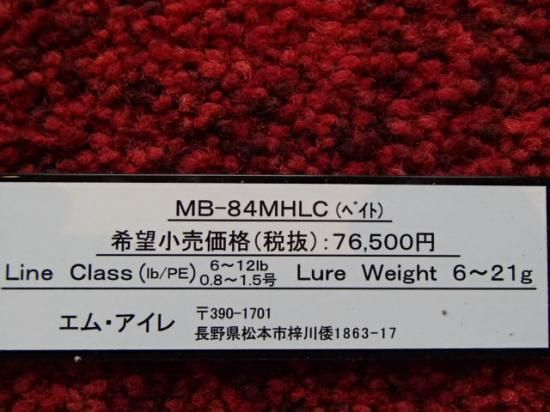 MB-84MHLC(ﾍﾞｲﾄ)
希望小売価格(税抜):76,500円
Line Class(lb/PE) 6～12lb 0.8～1.5号 Lure Weight 6～21g
エム・アイレ 〒390-1701
長野県松本市梓川倭1863-17